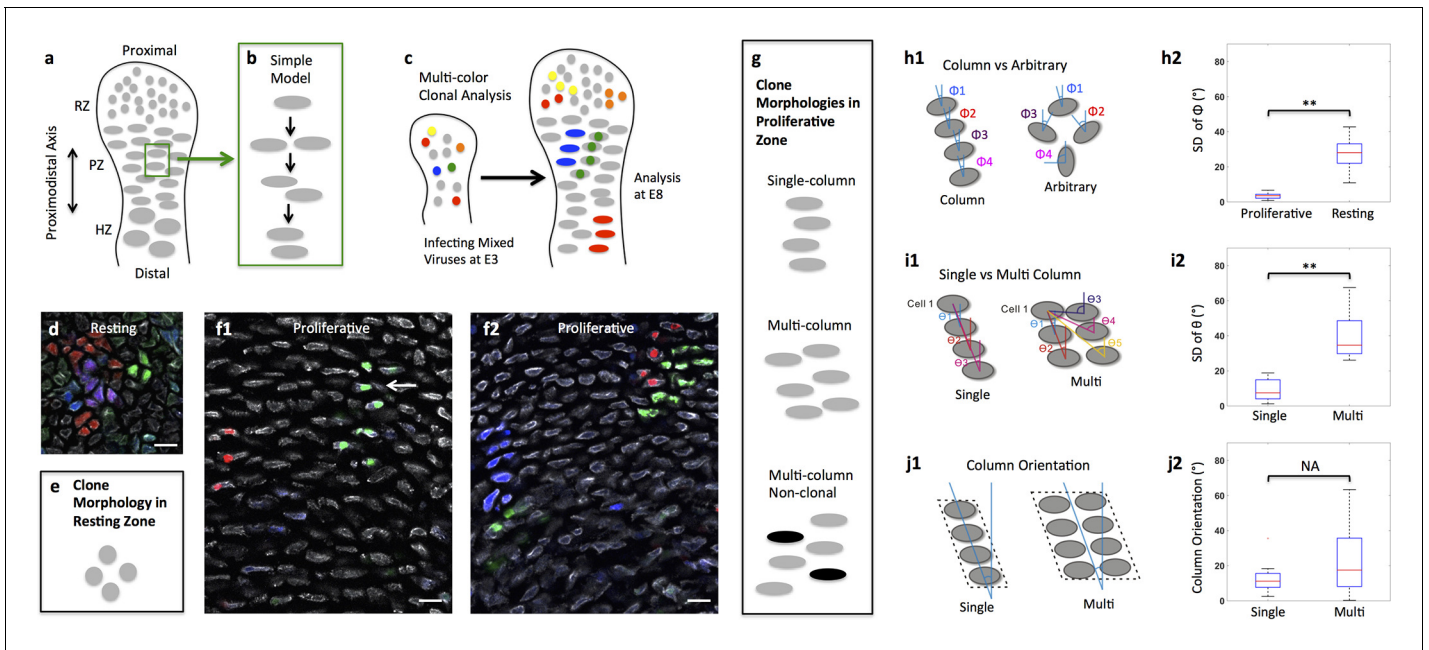 a
Proximal
RZ
PZ
HZ
Proximodistal Axis
Distal
b
Simple
Model
c
Multi-color
Clonal Analysis
Infecting Mixed
Viruses at E3
Analysis
at E8
d
Resting
e
Clone
Morphology in
Resting Zone
f1
Proliferative
f2
Proliferative
g
Clone
Morphologies in
Proliferative
Zone
Single-column
Multi-column
Multi-column
Non-clonal
h1
Column vs Arbitrary
Φ1
Φ2
Φ3
Φ4
Column
Φ1
Φ3
Φ2
Φ4
Arbitrary
h2
SD of Φ (°)
80
60
40
20
0
**
Proliferative
Resting
i1
Single vs Multi Column
Cell 1
Θ1
Θ2
Θ3
Single
Cell 1
Θ3
Θ1
Θ4
Θ2
Θ5
Multi
i2
SD of θ (°)
80
60
40
20
0
**
Single
Multi
j1
Column Orientation
Single
Multi
j2
Column Orientation (°)
80
60
40
20
0
NA
Single
Multi